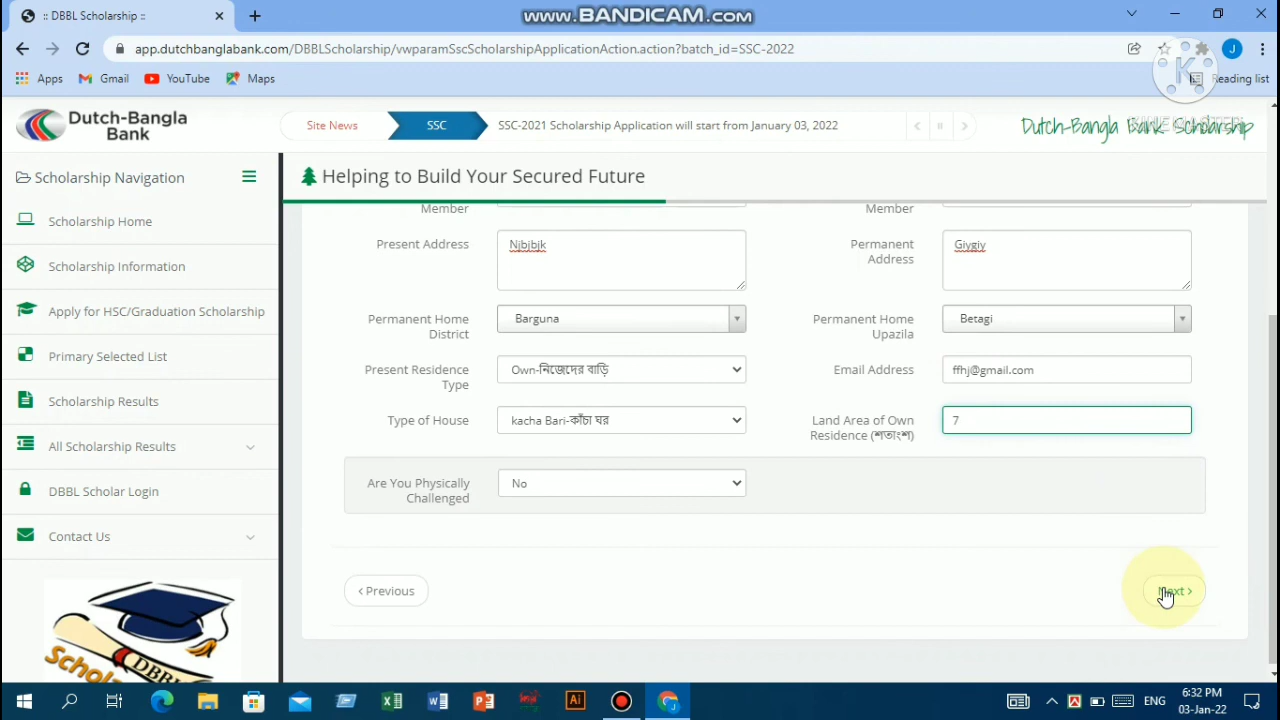 www.BANDICAM.com
:: DBBL Scholarship ::
app.dutchbanglabank.com/DBBLScholarship/vwparamSscScholarshipApplicationAction.action?batch_id=SSC-2022
J
Apps
Gmail
YouTube
Maps
Reading list
K
Dutch-Bangla
Bank
Site News
SSC
SSC-2021 Scholarship Application will start from January 03, 2022
Dutch-Bangla Bank Scholarship
KINEMASTER
Scholarship Navigation
Helping to Build Your Secured Future
Scholarship Home
Scholarship Information
Apply for HSC/Graduation Scholarship
Primary Selected List
Scholarship Results
All Scholarship Results
DBBL Scholar Login
Contact Us
Member
Member
Present Address
Njbjbjk
Permanent
Address
Giygiy
Permanent Home
District
Barguna
Permanent Home
Upazila
Betagi
Present Residence
Type
Own-নিজেদের বাড়ি
Email Address
ffhj@gmail.com
Type of House
kacha Bari-কাঁচা ঘর
Land Area of Own
Residence (শতাংশ)
7
Are You Physically
Challenged
No
‹ Previous
Next ›
DBBL
ENG
6:32 PM
03-Jan-22